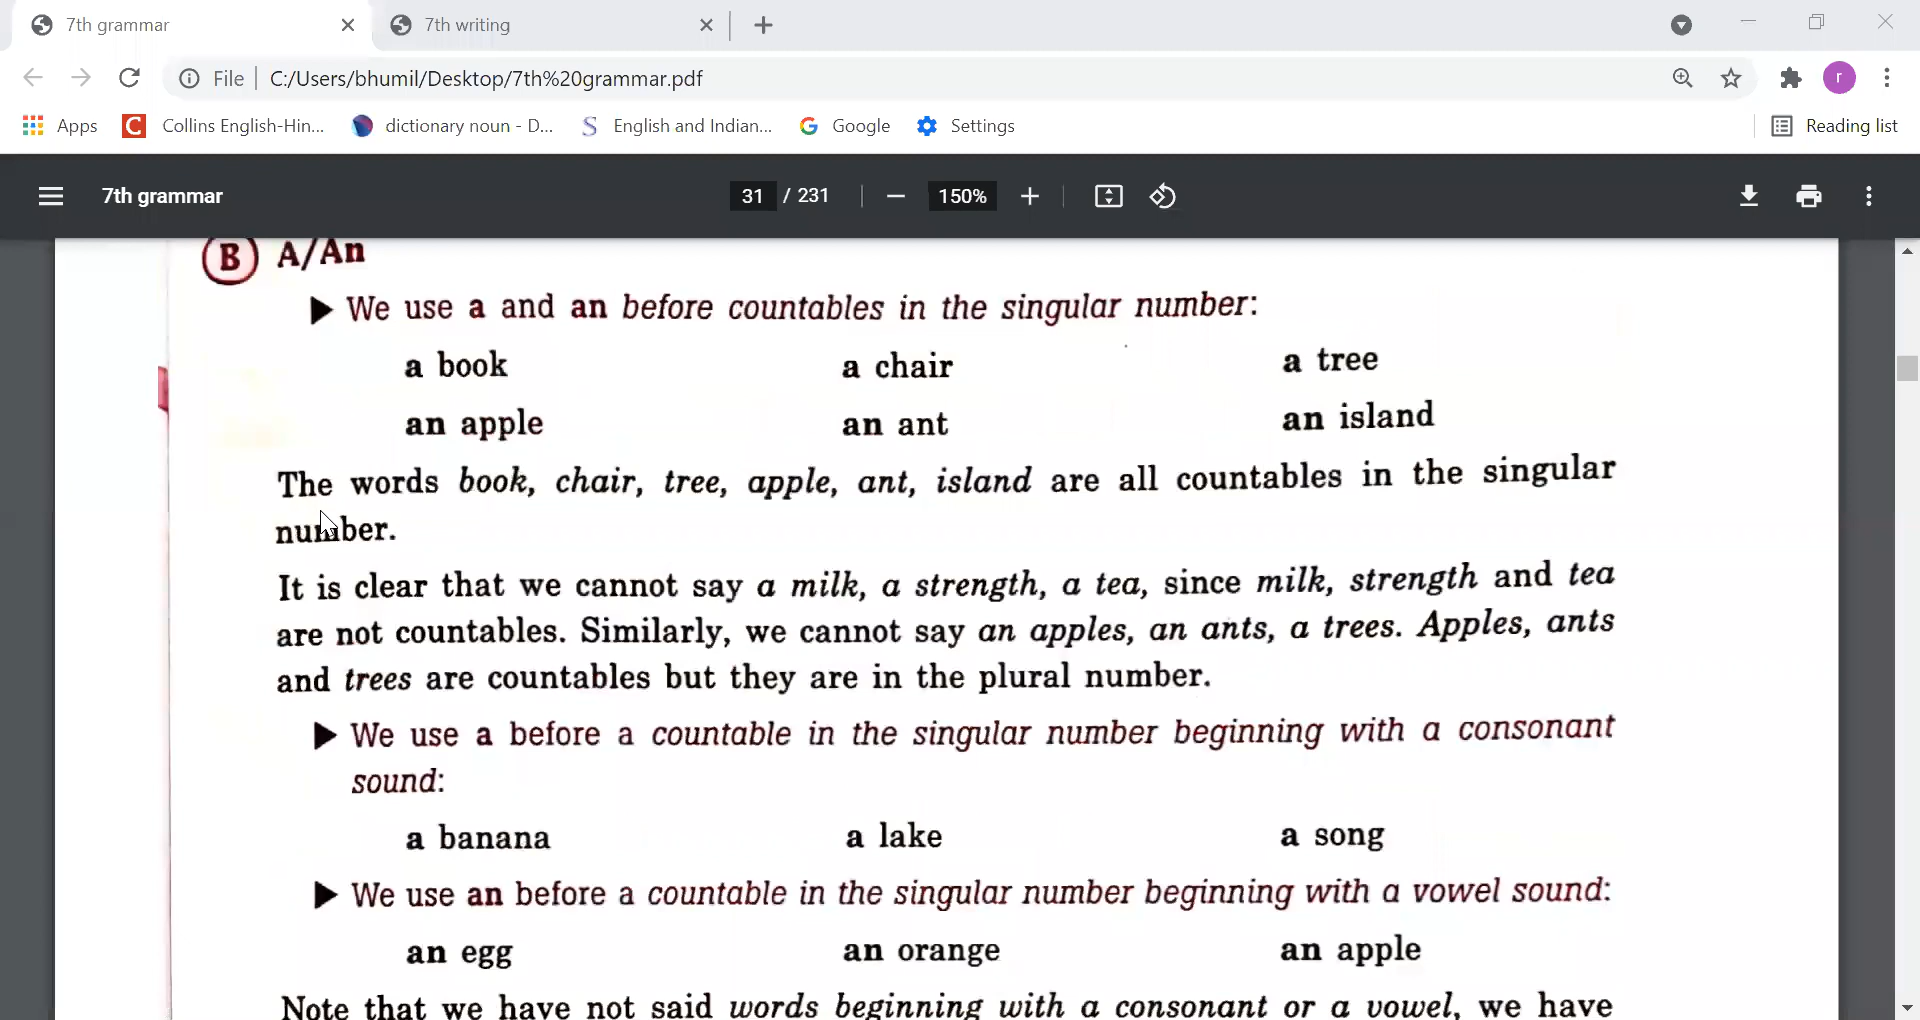 7th grammar
7th writing
File C:/Users/bhumil/Desktop/7th%20grammar.pdf
r
Apps Collins English-Hin... dictionary noun - D... English and Indian... Google Settings Reading list
7th grammar 31 / 231 150%
B A/An
We use a and an before countables in the singular number:
a book a chair a tree
an apple an ant an island
The words book, chair, tree, apple, ant, island are all countables in the singular
number.
It is clear that we cannot say a milk, a strength, a tea, since milk, strength and tea
are not countables. Similarly, we cannot say an apples, an ants, a trees. Apples, ants
and trees are countables but they are in the plural number.
We use a before a countable in the singular number beginning with a consonant
sound:
a banana a lake a song
We use an before a countable in the singular number beginning with a vowel sound:
an egg an orange an apple
Note that we have not said words beginning with a consonant or a vowel, we have